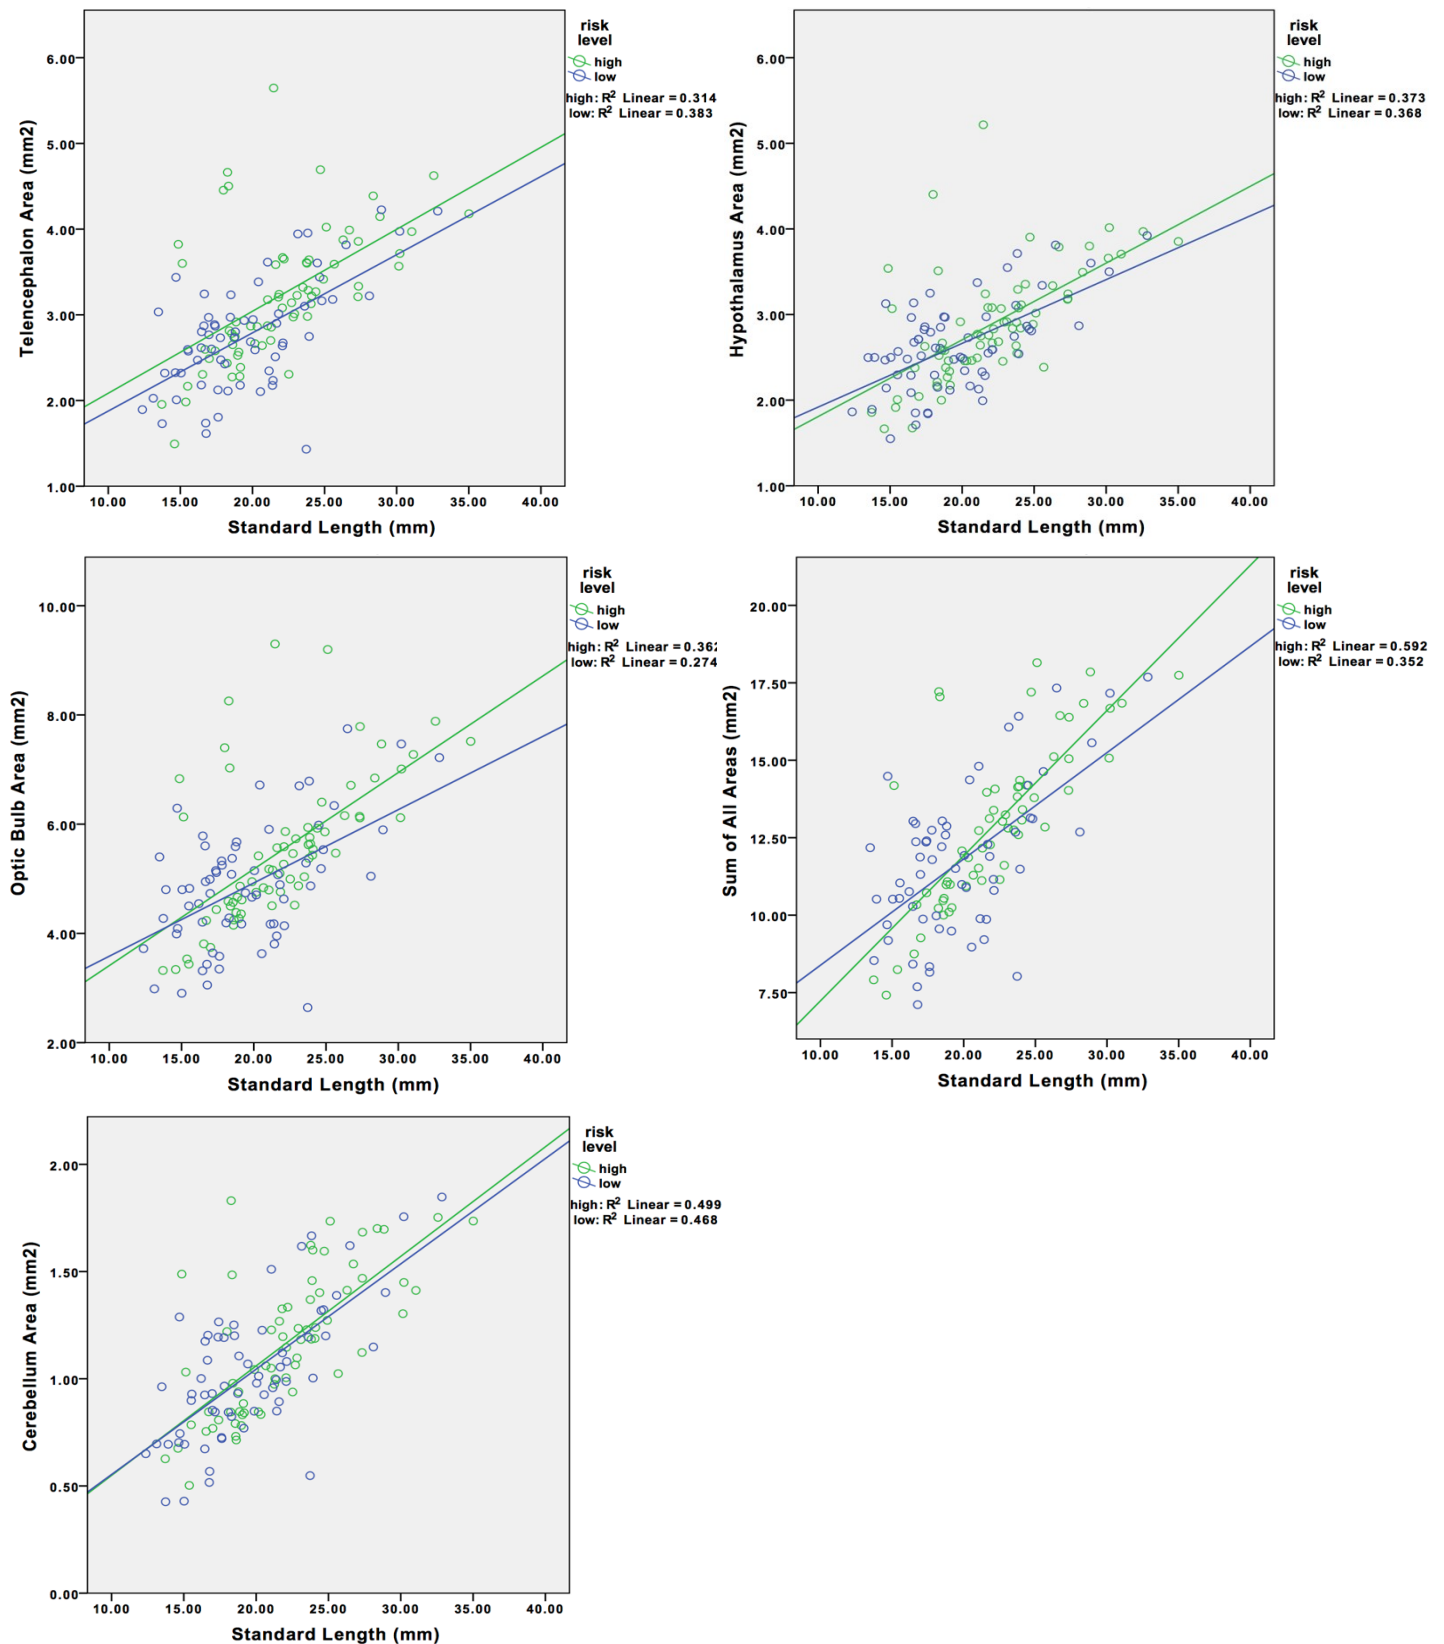 risk
level
high
low
high: R² Linear = 0.314
low: R² Linear = 0.383
Telencephalon Area (mm2)
6.00
5.00
4.00
3.00
2.00
1.00
10.00 15.00 20.00 25.00 30.00 35.00 40.00
Standard Length (mm)
risk
level
high
low
high: R² Linear = 0.373
low: R² Linear = 0.368
Hypothalamus Area (mm2)
6.00
5.00
4.00
3.00
2.00
1.00
10.00 15.00 20.00 25.00 30.00 35.00 40.00
Standard Length (mm)
risk
level
high
low
high: R² Linear = 0.362
low: R² Linear = 0.274
Optic Bulb Area (mm2)
10.00
8.00
6.00
4.00
2.00
10.00 15.00 20.00 25.00 30.00 35.00 40.00
Standard Length (mm)
risk
level
high
low
high: R² Linear = 0.592
low: R² Linear = 0.352
Sum of All Areas (mm2)
20.00
17.50
15.00
12.50
10.00
7.50
10.00 15.00 20.00 25.00 30.00 35.00 40.00
Standard Length (mm)
risk
level
high
low
high: R² Linear = 0.499
low: R² Linear = 0.468
Cerebellum Area (mm2)
2.00
1.50
1.00
0.50
0.00
10.00 15.00 20.00 25.00 30.00 35.00 40.00
Standard Length (mm)